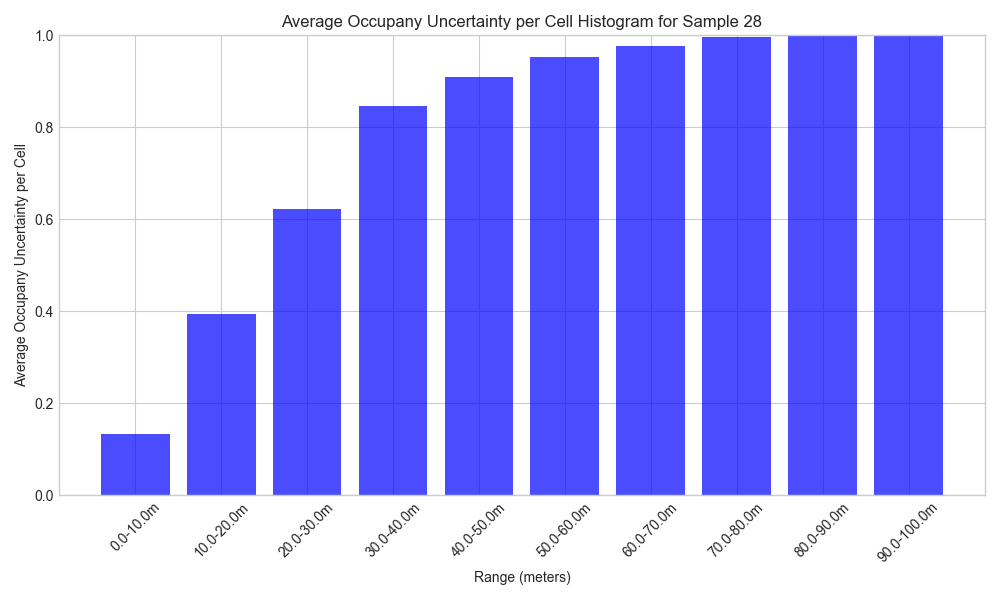 Average Occupany Uncertainty per Cell Histogram for Sample 28
Average Occupany Uncertainty per Cell
1.0
0.8
0.6
0.4
0.2
0.0
0.0-10.0m
10.0-20.0m
20.0-30.0m
30.0-40.0m
40.0-50.0m
50.0-60.0m
60.0-70.0m
70.0-80.0m
80.0-90.0m
90.0-100.0m
Range (meters)